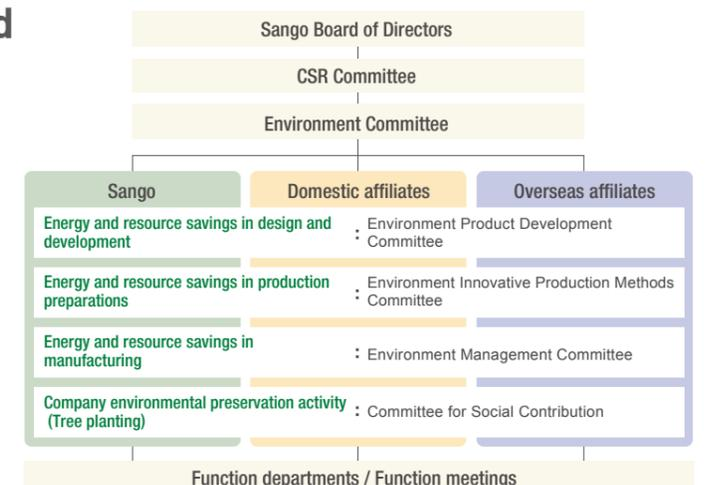 d
Sango Board of Directors
CSR Committee
Environment Committee
Sango
Domestic affiliates
Overseas affiliates
Energy and resource savings in design and
development
: Environment Product Development
Committee
Energy and resource savings in production
preparations
: Environment Innovative Production Methods
Committee
Energy and resource savings in
manufacturing
: Environment Management Committee
Company environmental preservation activity
(Tree planting)
: Committee for Social Contribution
Function departments / Function meetings